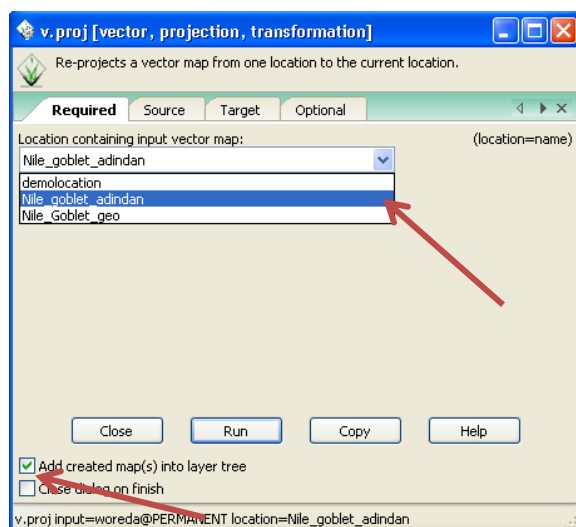 v.proj [vector, projection, transformation]
Re-projects a vector map from one location to the current location.
Required Source Target Optional
Location containing input vector map: (location=name)
Nile_goblet_adindan
demolocation
Nile_goblet_adindan
Nile_Goblet_geo
Close Run Copy Help
Add created map(s) into layer tree
Close dialog on finish
v.proj input=woreda@PERMANENT location=Nile_goblet_adindan